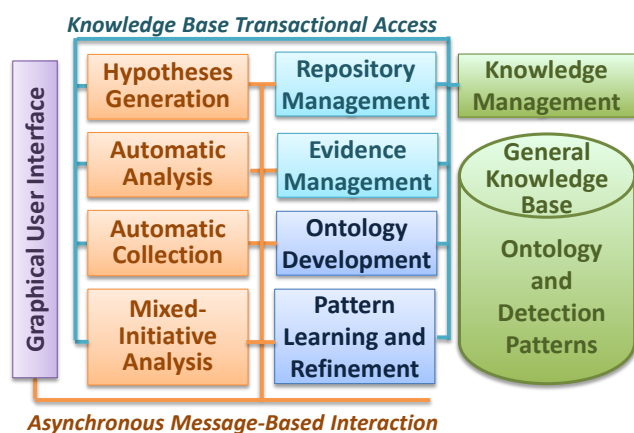 Knowledge Base Transactional Access
Graphical User Interface
Hypotheses
Generation
Repository
Management
Knowledge
Management
Automatic
Analysis
Evidence
Management
General
Knowledge
Base
Automatic
Collection
Ontology
Development
Ontology
and
Detection
Patterns
Mixed-
Initiative
Analysis
Pattern
Learning and
Refinement
Asynchronous Message-Based Interaction